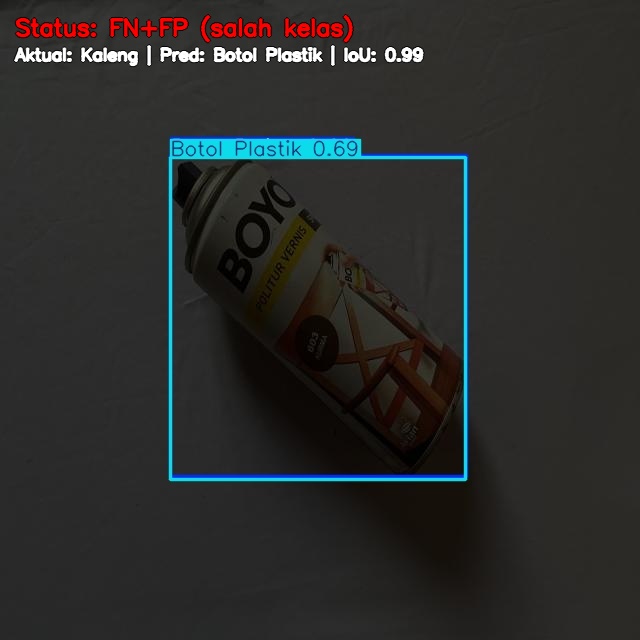 Status: FN+FP (salah kelas)
Aktual: Kaleng | Pred: Botol Plastik | IoU: 0.99
Botol Plastik 0.69
BOYO
POLITUR VERNIS
003